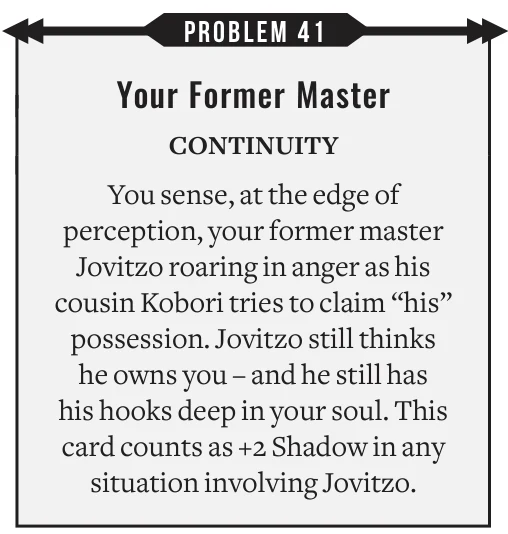 PROBLEM 41
Your Former Master
CONTINUITY
You sense, at the edge of
perception, your former master
Jovitzo roaring in anger as his
cousin Kobori tries to claim “his”
possession. Jovitzo still thinks
he owns you – and he still has
his hooks deep in your soul. This
card counts as +2 Shadow in any
situation involving Jovitzo.